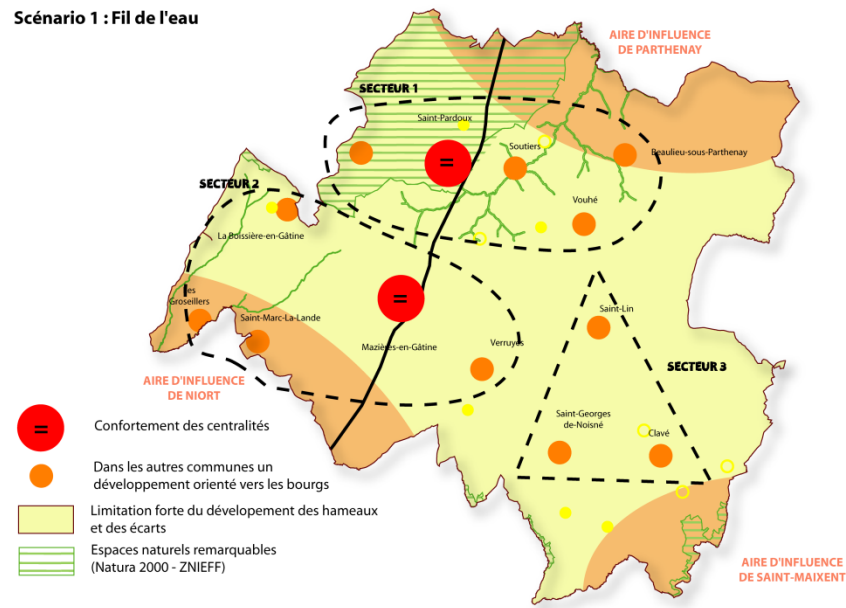 Scénario 1 : Fil de l'eau
AIRE D'INFLUENCE
DE PARTHENAY
SECTEUR 1
Saint-Pardoux
Soutiers
Beaulieu-sous-Parthenay
SECTEUR 2
Vouhé
La Boissière-en-Gâtine
Les
Groseillers
Saint-Marc-La-Lande
Saint-Lin
Mazières-en-Gâtine
Verruyes
SECTEUR 3
AIRE D'INFLUENCE
DE NIORT
Saint-Georges
de-Noisné
Clavé
=
=
=
Confortement des centralités
Dans les autres communes un
développement orienté vers les bourgs
Limitation forte du dévelopement des hameaux
et des écarts
Espaces naturels remarquables
(Natura 2000 - ZNIEFF)
AIRE D'INFLUENCE
DE SAINT-MAIXENT